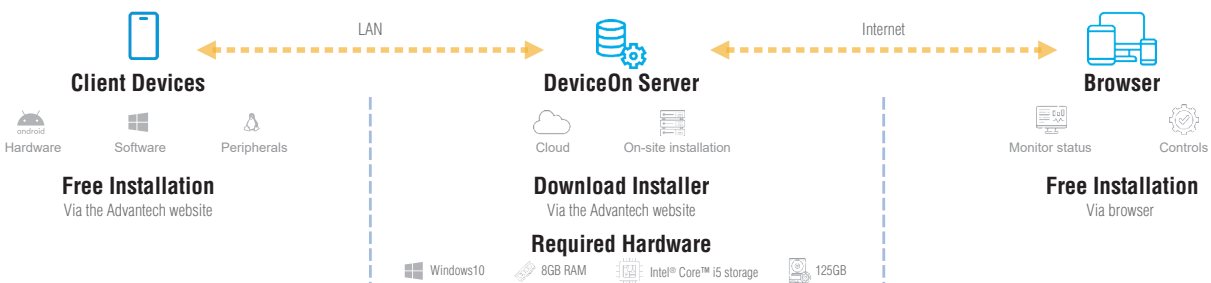 LAN
Internet
Client Devices
DeviceOn Server
Browser
android
Hardware
Software
Peripherals
Cloud
On-site installation
Monitor status
Controls
Free Installation
Via the Advantech website
Download Installer
Via the Advantech website
Free Installation
Via browser
Required Hardware
Windows10
8GB RAM
Intel® Core™ i5 storage
125GB